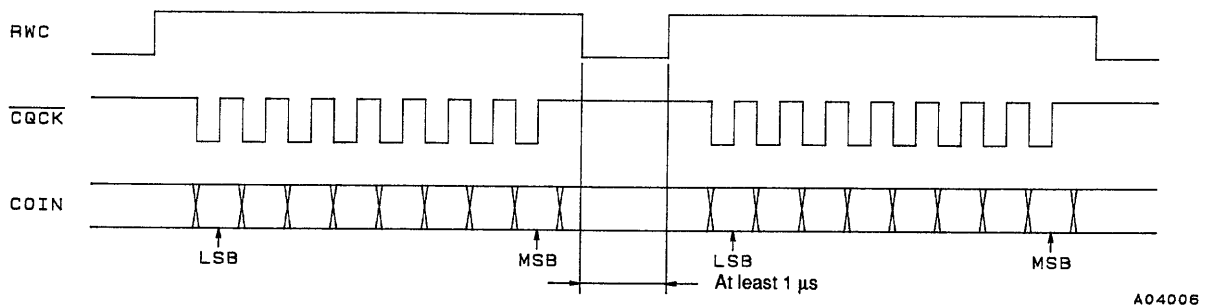 RWC
CQCK
COIN
LSB MSB LSB MSB
At least 1 μs
A04006